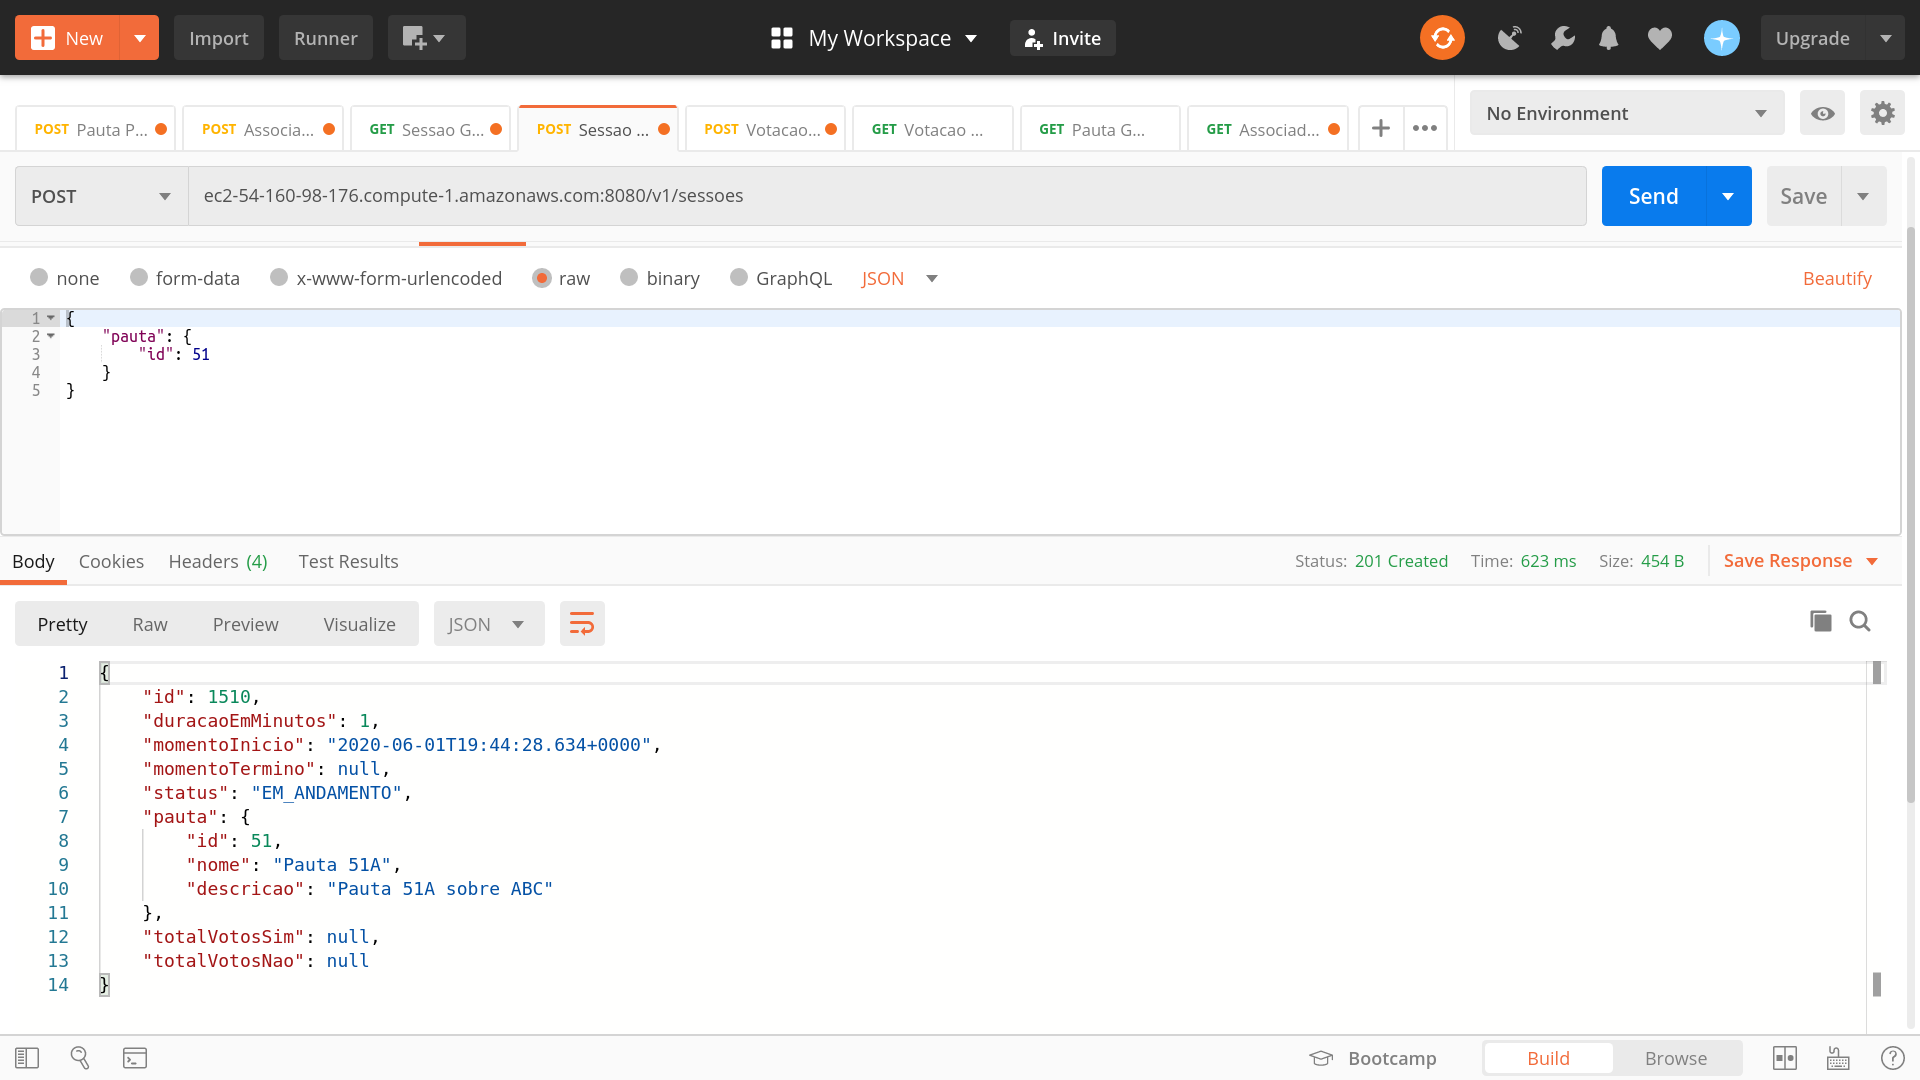 New Import Runner My Workspace Invite Upgrade
POST Pauta P... POST Associa... GET Sessao G... POST Sessao ... POST Votacao... GET Votacao ... GET Pauta G... GET Associad... No Environment
POST ec2-54-160-98-176.compute-1.amazonaws.com:8080/v1/sessoes Send Save
none form-data x-www-form-urlencoded raw binary GraphQL JSON Beautify
1 {
2 "pauta": {
3 "id": 51
4 }
5 }
Body Cookies Headers (4) Test Results Status: 201 Created Time: 623 ms Size: 454 B Save Response
Pretty Raw Preview Visualize JSON
1 {
2 "id": 1510,
3 "duracaoEmMinutos": 1,
4 "momentoInicio": "2020-06-01T19:44:28.634+0000",
5 "momentoTermino": null,
6 "status": "EM_ANDAMENTO",
7 "pauta": {
8 "id": 51,
9 "nome": "Pauta 51A",
10 "descricao": "Pauta 51A sobre ABC"
11 },
12 "totalVotosSim": null,
13 "totalVotosNao": null
14 }
Bootcamp Build Browse